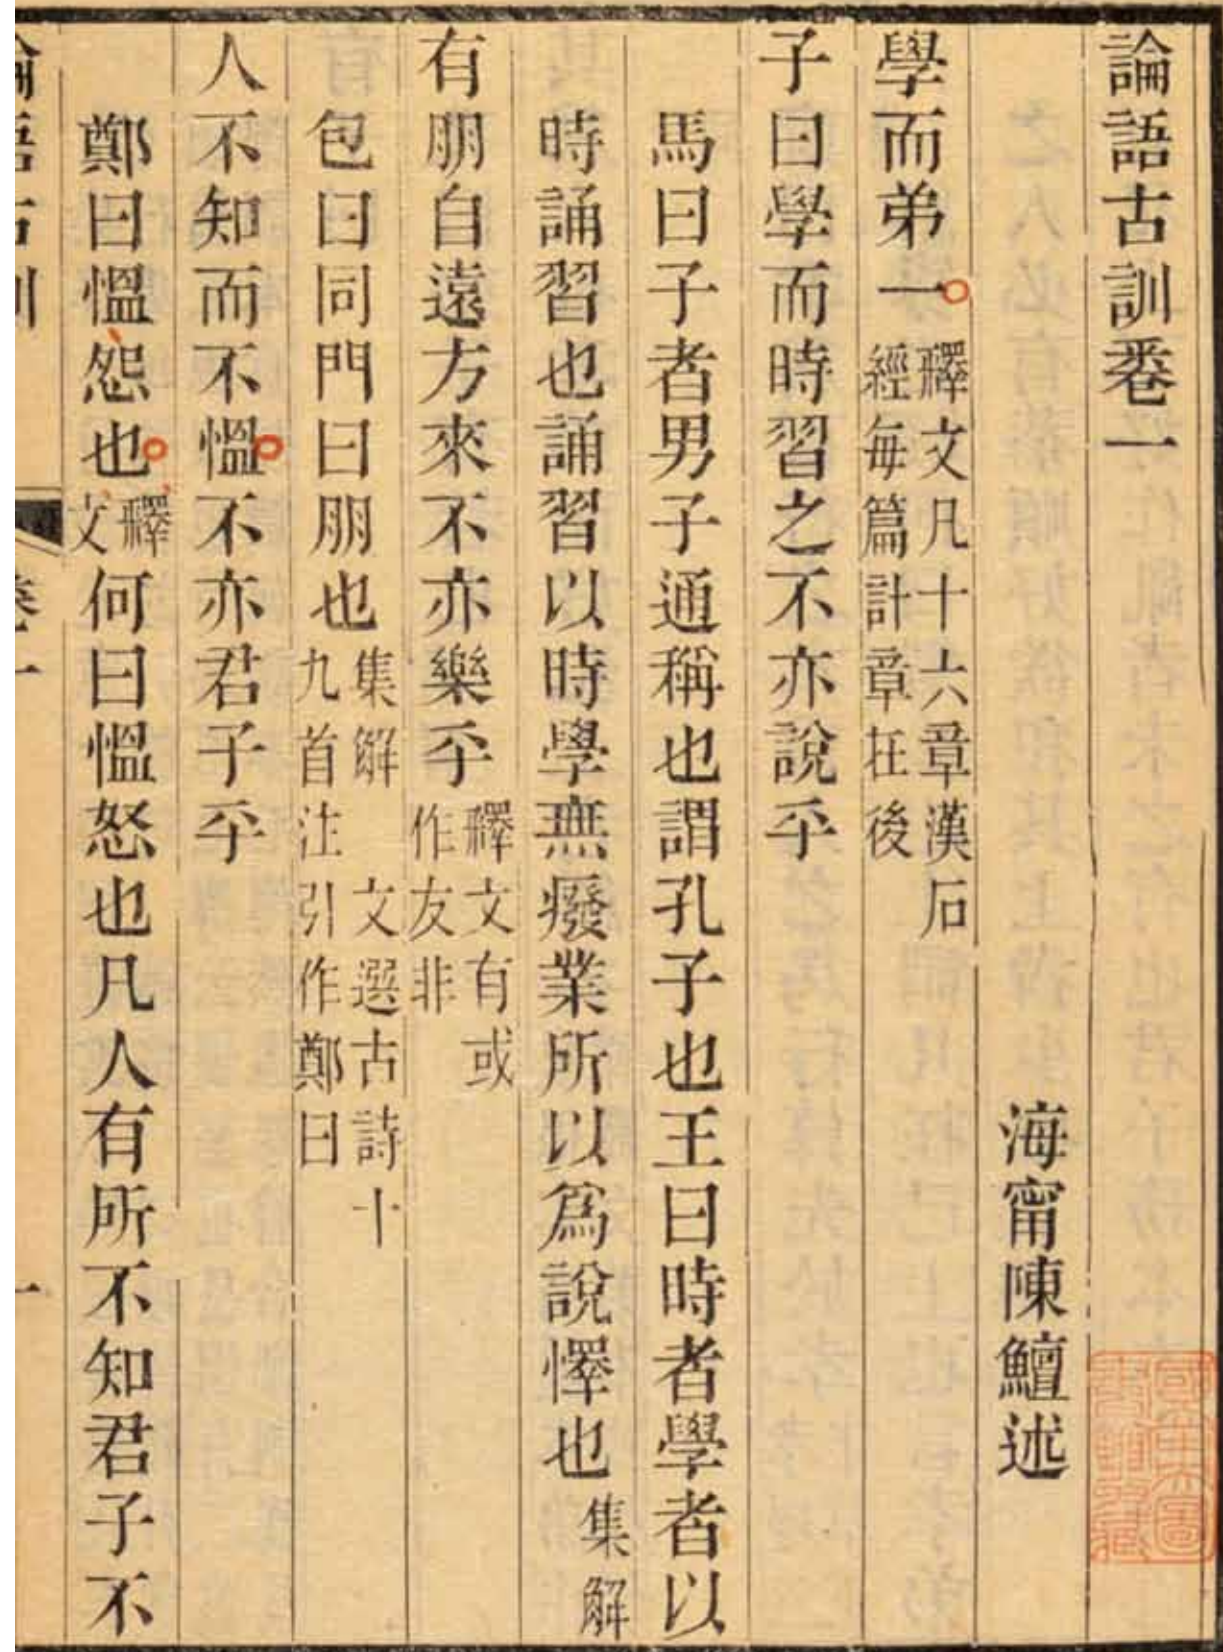 論語古訓卷一
海甯陳鱣述
學而弟一
釋文凡十六章漢石
經每篇計章在後
子曰學而時習之不亦說乎
馬曰子者男子通稱也謂孔子也王曰時者學者以
時誦習也誦習以時學無癈業所以爲說懌也
集解
有朋自遠方來不亦樂乎
釋文有或
作友非
包曰同門曰朋也
集解 文選古詩十
九首注引作鄭曰
人不知而不慍不亦君子乎
鄭曰慍怨也
釋
文
何曰慍怒也凡人有所不知君子不
論語古訓
卷一
一